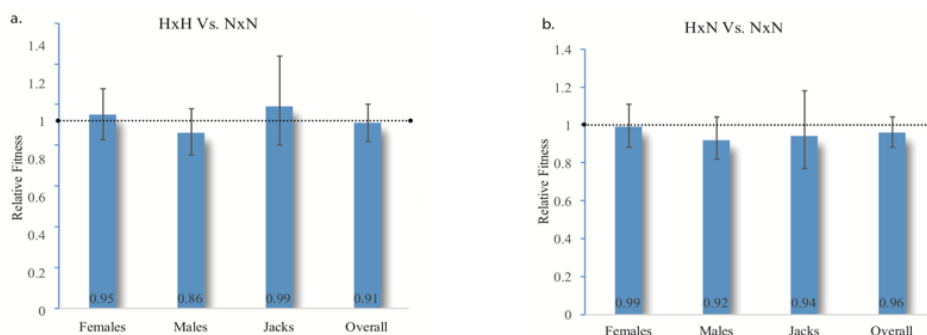 a.
HxH Vs. NxN
1.4
1.2
1
0.8
0.6
0.4
0.2
0
Relative Fitness
0.95
0.86
0.99
0.91
Females
Males
Jacks
Overall
b.
HxN Vs. NxN
1.4
1.2
1
0.8
0.6
0.4
0.2
0
Relative Fitness
0.99
0.92
0.94
0.96
Females
Males
Jacks
Overall